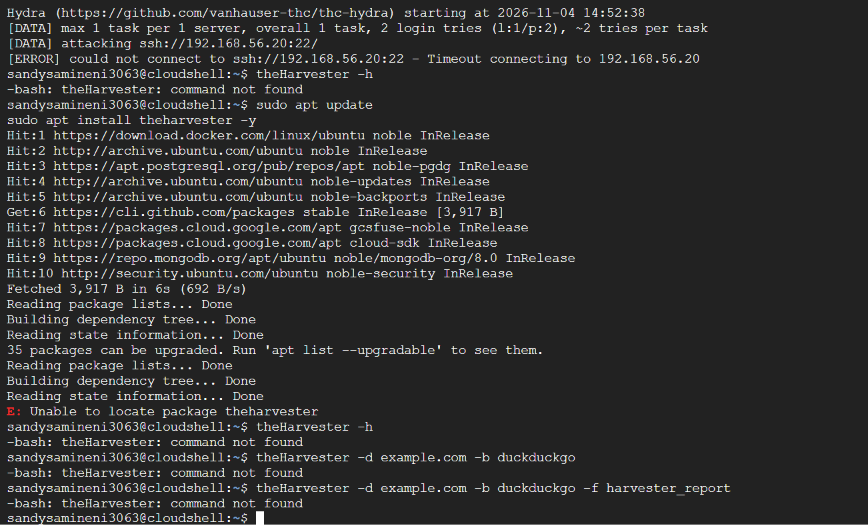 Hydra (https://github.com/vanhauser-thc/thc-hydra) starting at 2026-11-04 14:52:38
[DATA] max 1 task per 1 server, overall 1 task, 2 login tries (l:1/p:2), ~2 tries per task
[DATA] attacking ssh://192.168.56.20:22/
[ERROR] could not connect to ssh://192.168.56.20:22 - Timeout connecting to 192.168.56.20
sandysamineni3063@cloudshell:~$ theHarvester -h
-bash: theHarvester: command not found
sandysamineni3063@cloudshell:~$ sudo apt update
sudo apt install theharvester -y
Hit:1 https://download.docker.com/linux/ubuntu noble InRelease
Hit:2 http://archive.ubuntu.com/ubuntu noble InRelease
Hit:3 https://apt.postgresql.org/pub/repos/apt noble-pgdg InRelease
Hit:4 http://archive.ubuntu.com/ubuntu noble-updates InRelease
Hit:5 http://archive.ubuntu.com/ubuntu noble-backports InRelease
Get:6 https://cli.github.com/packages stable InRelease [3,917 B]
Hit:7 https://packages.cloud.google.com/apt gcsfuse-noble InRelease
Hit:8 https://packages.cloud.google.com/apt cloud-sdk InRelease
Hit:9 https://repo.mongodb.org/apt/ubuntu noble/mongodb-org/8.0 InRelease
Hit:10 http://security.ubuntu.com/ubuntu noble-security InRelease
Fetched 3,917 B in 6s (692 B/s)
Reading package lists... Done
Building dependency tree... Done
Reading state information... Done
35 packages can be upgraded. Run 'apt list --upgradable' to see them.
Reading package lists... Done
Building dependency tree... Done
Reading state information... Done
E: Unable to locate package theharvester
sandysamineni3063@cloudshell:~$ theHarvester -h
-bash: theHarvester: command not found
sandysamineni3063@cloudshell:~$ theHarvester -d example.com -b duckduckgo
-bash: theHarvester: command not found
sandysamineni3063@cloudshell:~$ theHarvester -d example.com -b duckduckgo -f harvester_report
-bash: theHarvester: command not found
sandysamineni3063@cloudshell:~$